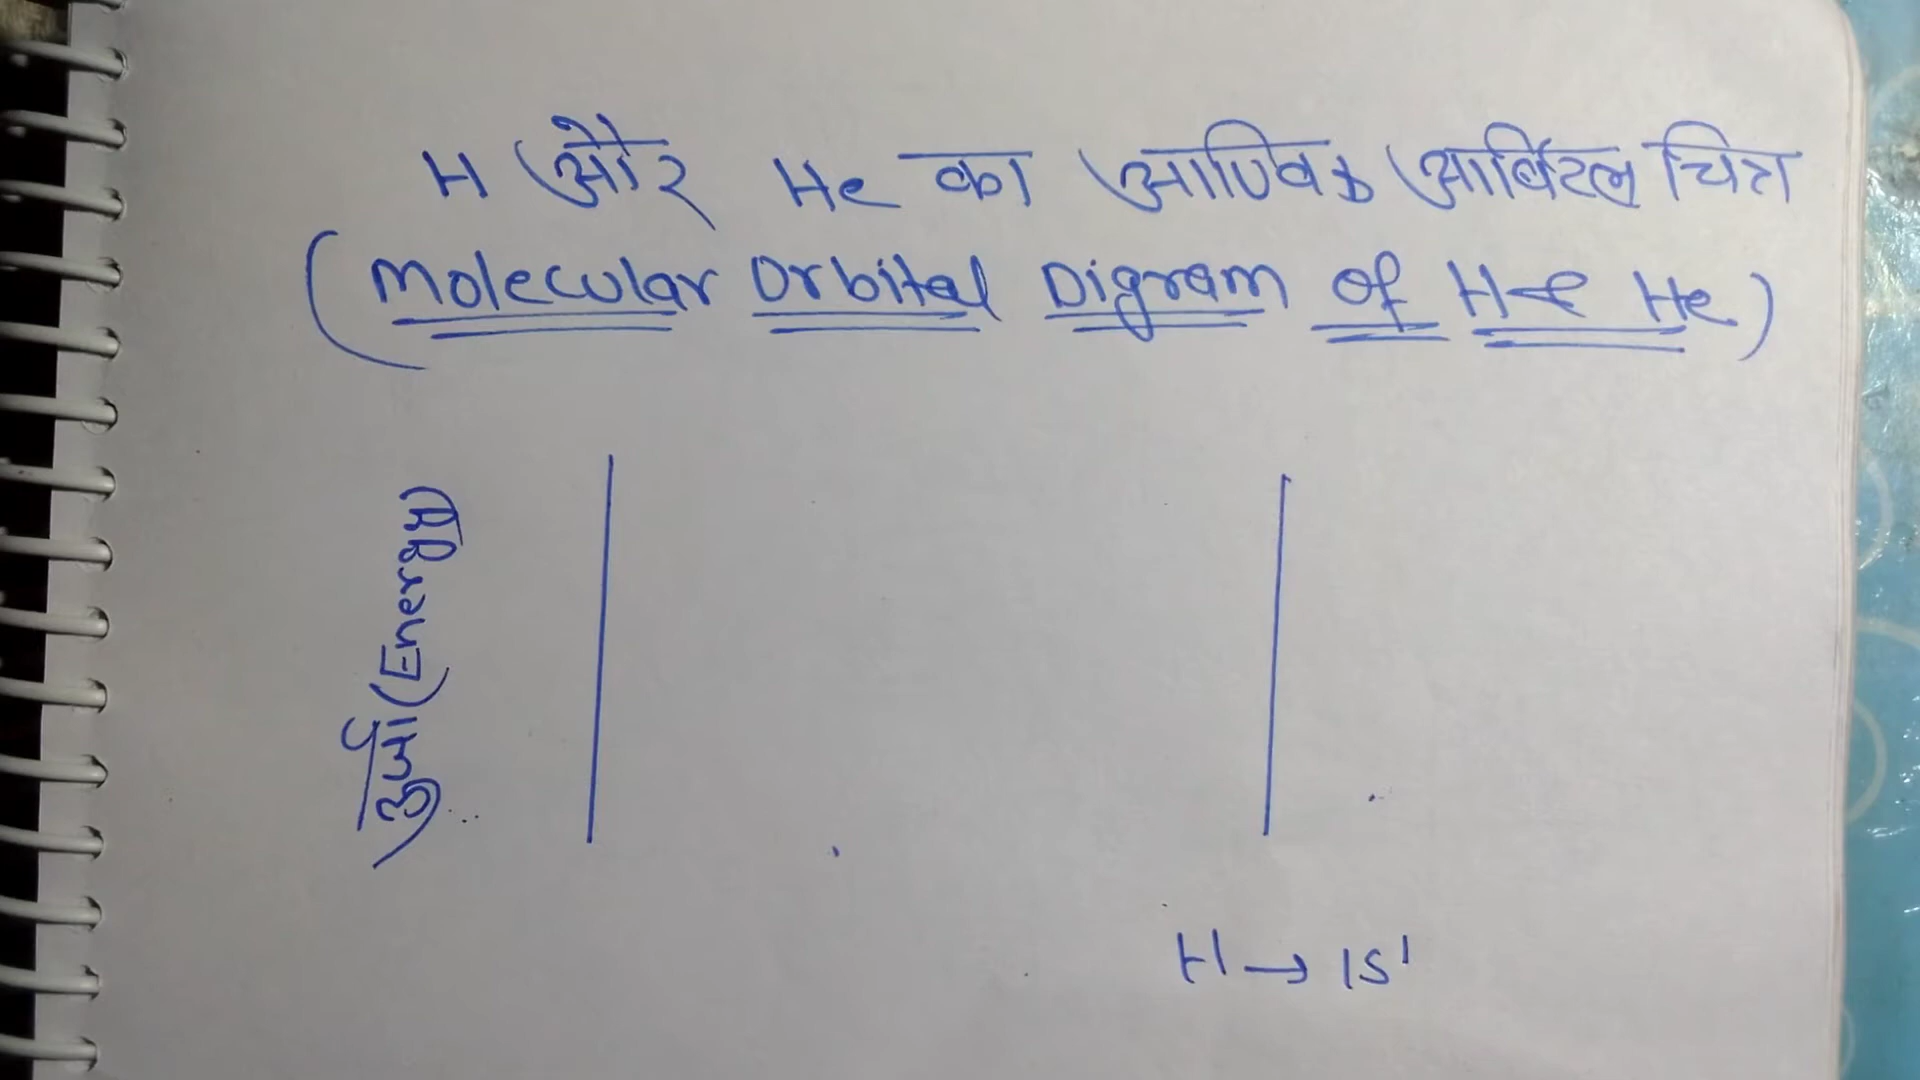 H और He का आण्विक आर्बिटल चित्र
(Molecular Orbital Digram of H & He)
ऊर्जा (Energy)
H → 1s¹